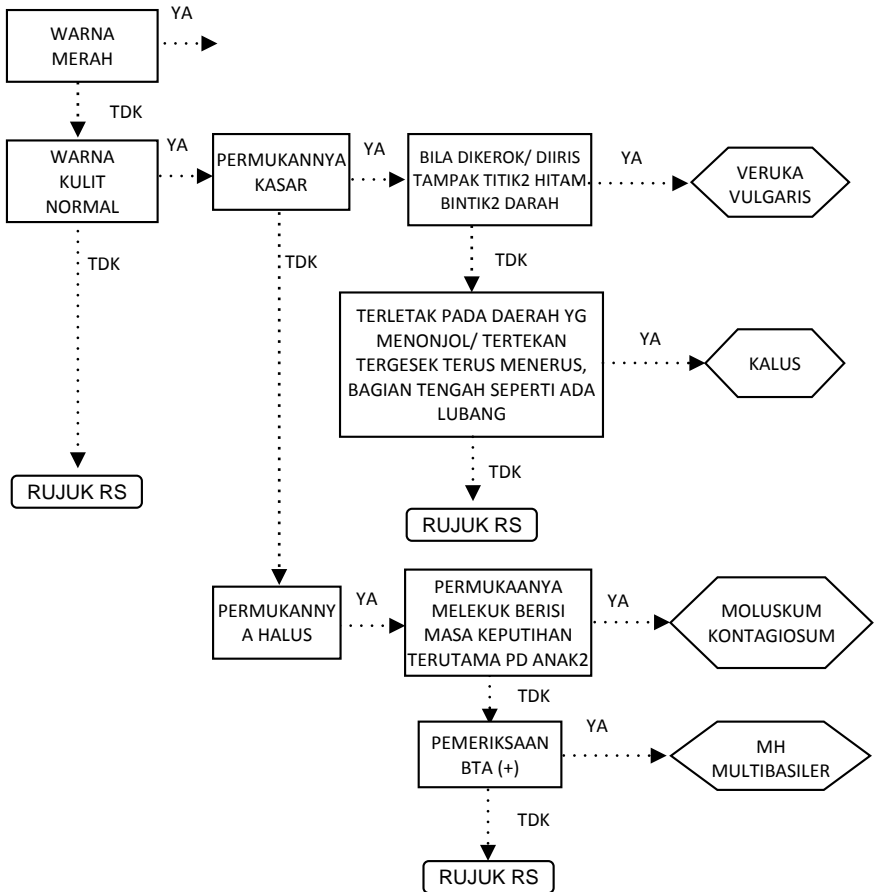 YA
WARNA
MERAH
TDK
WARNA
KULIT
NORMAL
YA
PERMUKANNYA
KASAR
YA
BILA DIKEROK/ DIIRIS
TAMPAK TITIK2 HITAM
BINTIK2 DARAH
YA
VERUKA
VULGARIS
TDK
TDK
TDK
TERLETAK PADA DAERAH YG
MENONJOL/ TERTEKAN
TERGESEK TERUS MENERUS,
BAGIAN TENGAH SEPERTI ADA
LUBANG
YA
KALUS
TDK
RUJUK RS
RUJUK RS
PERMUKANNY
A HALUS
YA
PERMUKAANYA
MELEKUK BERISI
MASA KEPUTIHAN
TERUTAMA PD ANAK2
YA
MOLUSKUM
KONTAGIOSUM
TDK
PEMERIKSAAN
BTA (+)
YA
MH
MULTIBASILER
TDK
RUJUK RS